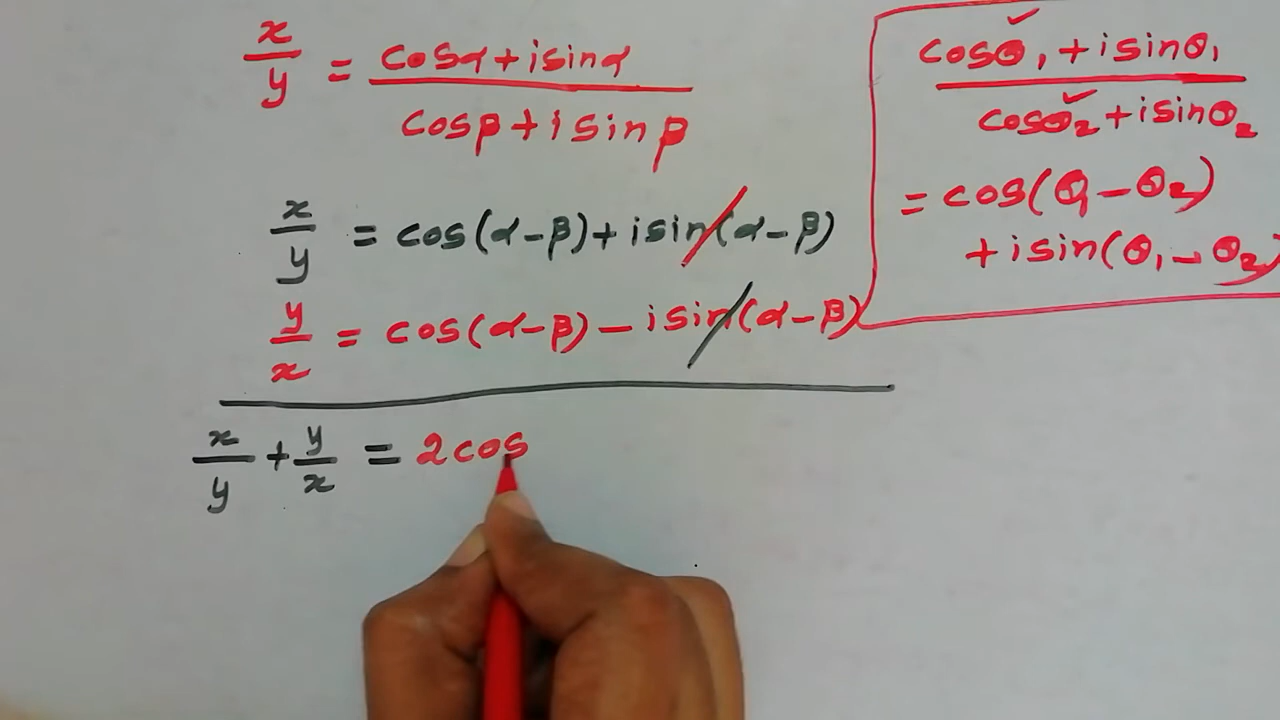 x/y = cosα + isinα / cosβ + isinβ
x/y = cos(α-β) + isin(α-β)
y/x = cos(α-β) - isin(α-β)
x/y + y/x = 2cos
cosθ₁ + isinθ₁ / cosθ₂ + isinθ₂
= cos(θ₁-θ₂)
+ isin(θ₁-θ₂)